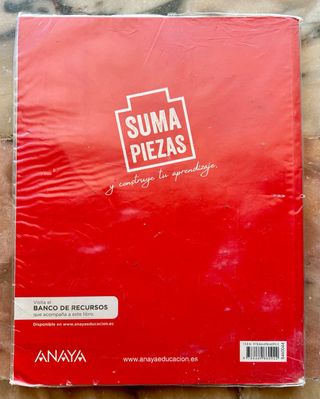 SUMA
PIEZAS
y construye tu aprendizaje.
Visita el
BANCO DE RECURSOS
que acompaña a este libro.
Disponible en www.anayaeducacion.es
ANAYA
www.anayaeducacion.es